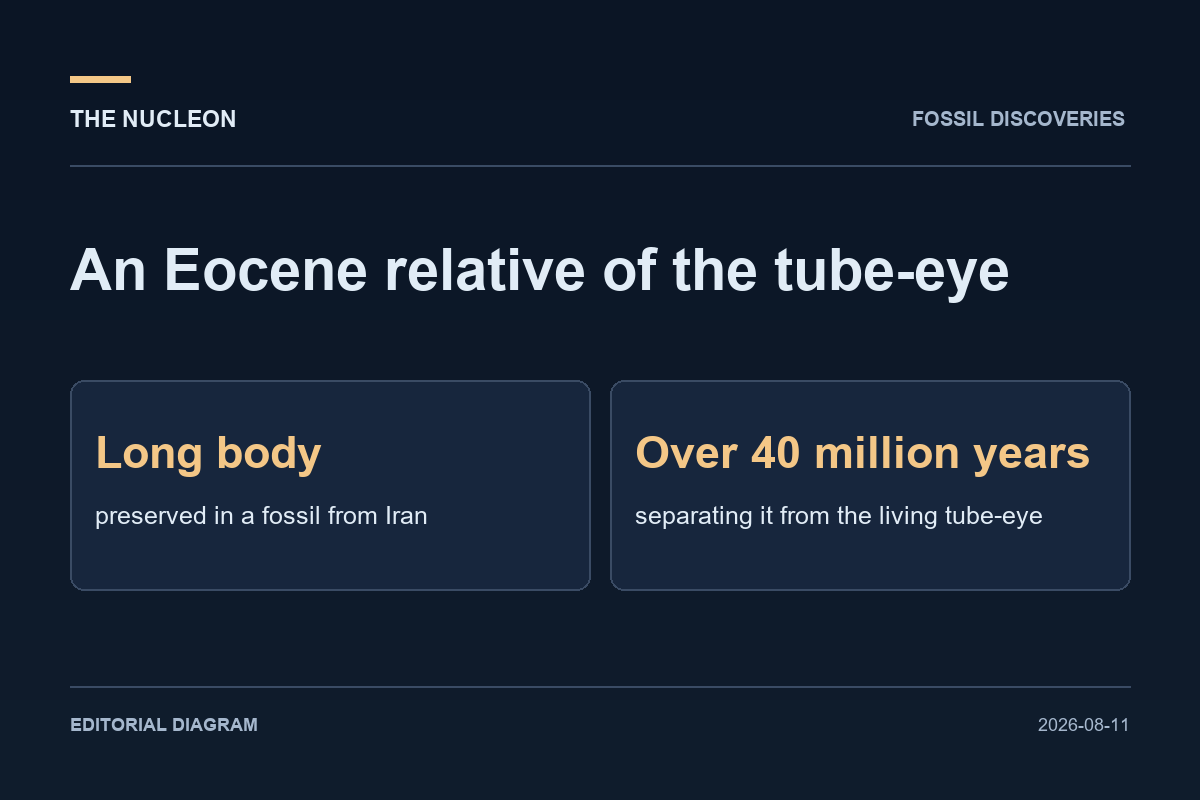 THE NUCLEON
FOSSIL DISCOVERIES
An Eocene relative of the tube-eye
Long body
preserved in a fossil from Iran
Over 40 million years
separating it from the living tube-eye
EDITORIAL DIAGRAM
2026-08-11